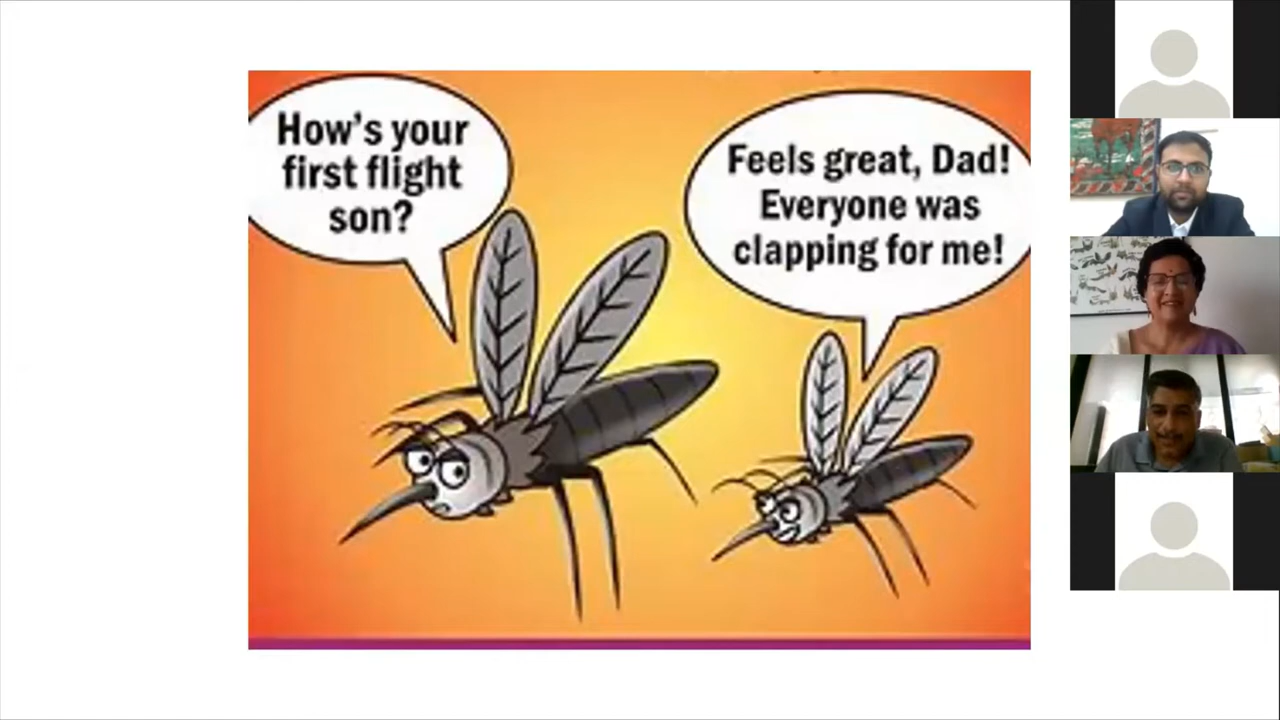 How's your
first flight
son?
Feels great, Dad!
Everyone was
clapping for me!